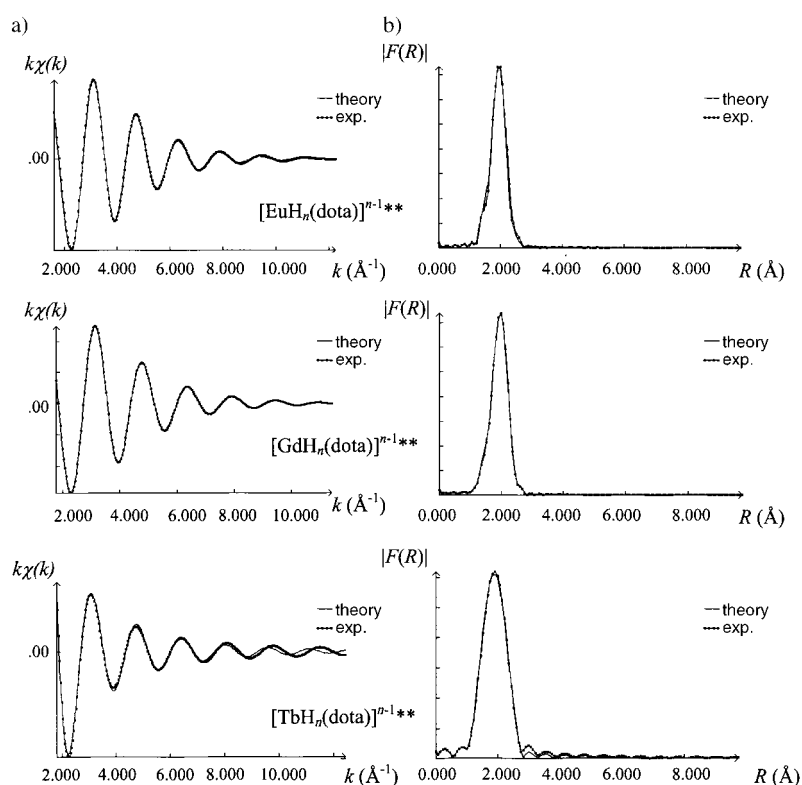 a)
b)
kχ(k)
|F(R)|
theory
exp.
theory
exp.
.00
[EuHₙ(dota)]ⁿ⁻¹**
2.000 4.000 6.000 8.000 10.000
k (Å⁻¹)
0.000 2.000 4.000 6.000 8.000
R (Å)
kχ(k)
|F(R)|
theory
exp.
theory
exp.
.00
[GdHₙ(dota)]ⁿ⁻¹**
2.000 4.000 6.000 8.000 10.000
k (Å⁻¹)
0.000 2.000 4.000 6.000 8.000
R (Å)
kχ(k)
|F(R)|
theory
exp.
theory
exp.
.00
[TbHₙ(dota)]ⁿ⁻¹**
2.000 4.000 6.000 8.000 10.000
k (Å⁻¹)
0.000 2.000 4.000 6.000 8.000
R (Å)